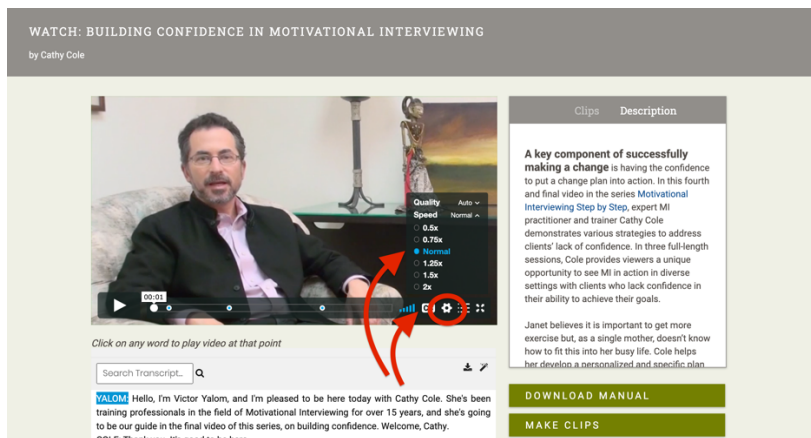 WATCH: BUILDING CONFIDENCE IN MOTIVATIONAL INTERVIEWING
by Cathy Cole
Quality Auto
Speed Normal
0.5x
0.75x
Normal
1.25x
1.5x
2x
00:01
Click on any word to play video at that point
Search Transcript...
YALOM: Hello, I'm Victor Yalom, and I'm pleased to be here today with Cathy Cole. She's been
training professionals in the field of Motivational Interviewing for over 15 years, and she's going
to be our guide in the final video of this series, on building confidence. Welcome, Cathy.
Clips Description
A key component of successfully
making a change is having the confidence
to put a change plan into action. In this fourth
and final video in the series Motivational
Interviewing Step by Step, expert MI
practitioner and trainer Cathy Cole
demonstrates various strategies to address
clients' lack of confidence. In three full-length
sessions, Cole provides viewers a unique
opportunity to see MI in action in diverse
settings with clients who lack confidence in
their ability to achieve their goals.
Janet believes it is important to get more
exercise but, as a single mother, doesn't know
how to fit this into her busy life. Cole helps
her develop a personalized and specific plan
DOWNLOAD MANUAL
MAKE CLIPS